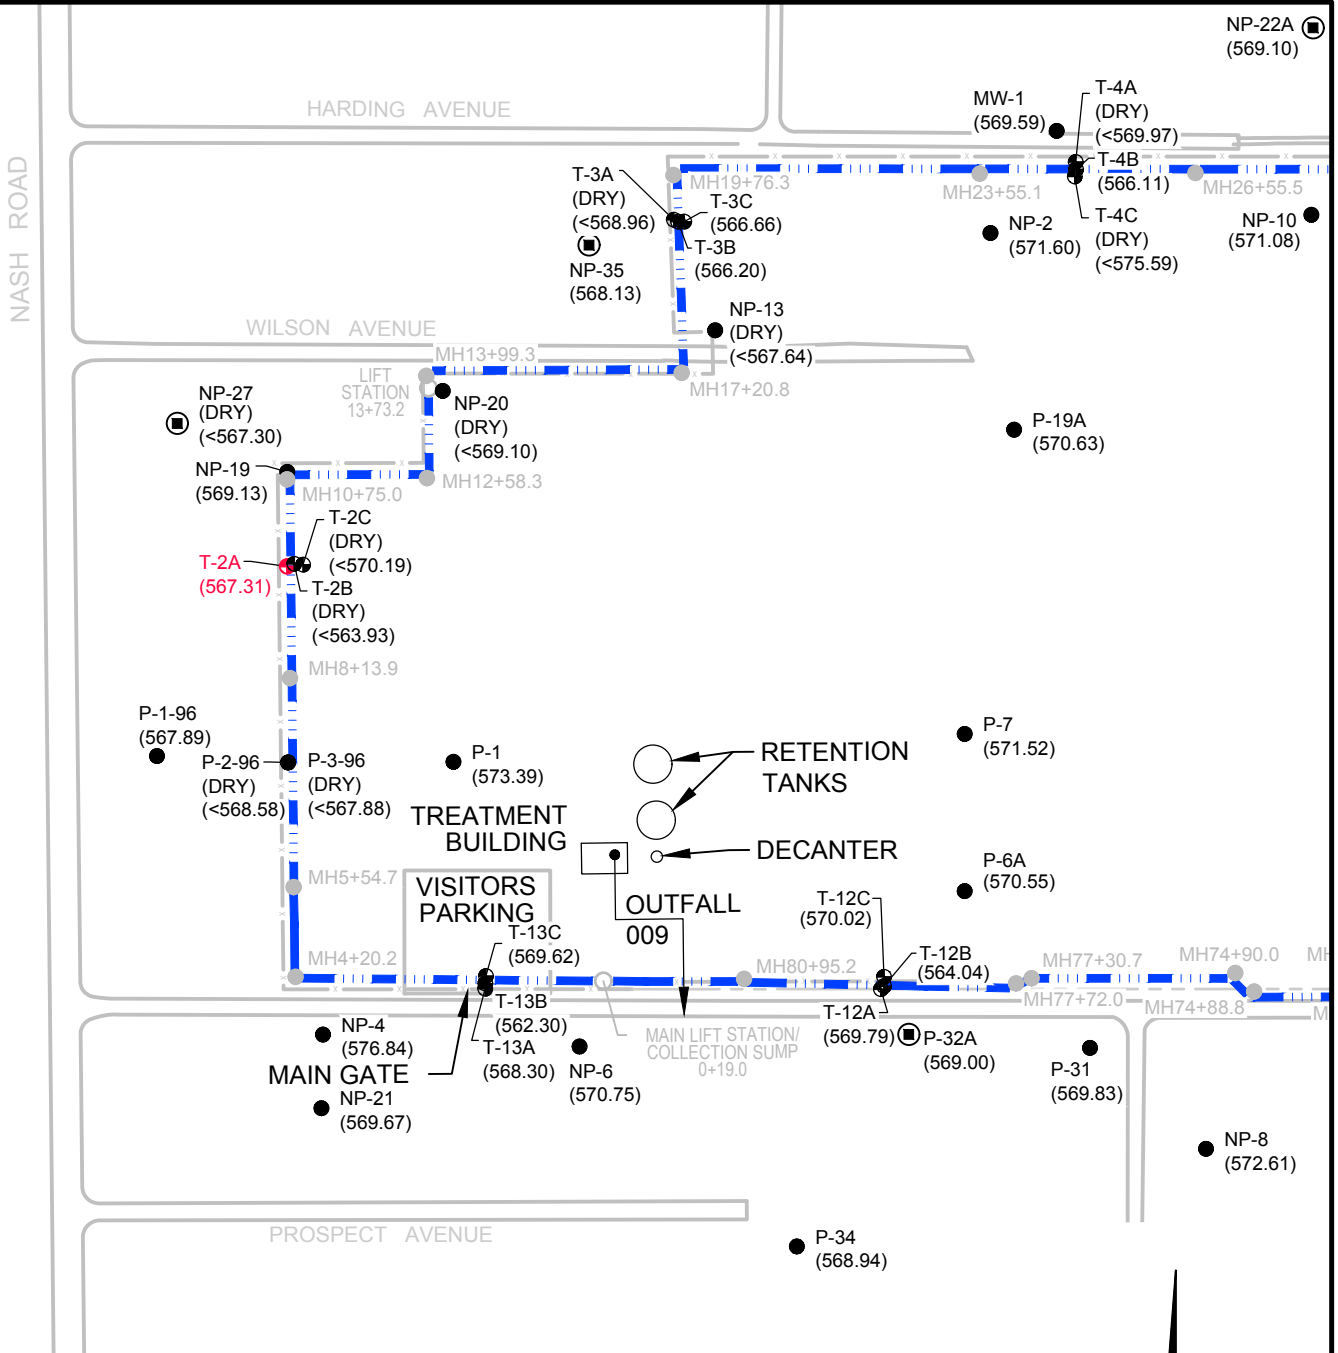 NP-22A
(569.10)
HARDING AVENUE
MW-1
(569.59)
T-4A
(DRY)
(<569.97)
T-4B
(566.11)
T-4C
(DRY)
(<575.59)
NASH ROAD
T-3A
(DRY)
(<568.96)
MH19+76.3
T-3C
(566.66)
T-3B
(566.20)
MH23+55.1
MH26+55.5
NP-2
(571.60)
NP-10
(571.08)
NP-35
(568.13)
NP-13
(DRY)
(<567.64)
WILSON AVENUE
MH13+99.3
MH17+20.8
LIFT
STATION
13+73.2
NP-27
(DRY)
(<567.30)
NP-20
(DRY)
(<569.10)
P-19A
(570.63)
NP-19
(569.13)
MH10+75.0
MH12+58.3
T-2C
(DRY)
(<570.19)
T-2A
(567.31)
T-2B
(DRY)
(<563.93)
MH8+13.9
P-1-96
(567.89)
P-2-96
(DRY)
(<568.58)
P-3-96
(DRY)
(<567.88)
P-1
(573.39)
RETENTION
TANKS
P-7
(571.52)
TREATMENT
BUILDING
DECANTER
P-6A
(570.55)
MH5+54.7
VISITORS
PARKING
OUTFALL
009
T-12C
(570.02)
T-13C
(569.62)
T-12B
(564.04)
MH4+20.2
MH80+95.2
MH77+30.7
MH74+90.0
MH
T-13B
(562.30)
T-13A
(568.30)
T-12A
(569.79)
MH77+72.0
MH74+88.8
M
NP-4
(576.84)
MAIN GATE
MAIN LIFT STATION/
COLLECTION SUMP
0+19.0
P-32A
(569.00)
NP-6
(570.75)
P-31
(569.83)
NP-21
(569.67)
NP-8
(572.61)
PROSPECT AVENUE
P-34
(568.94)